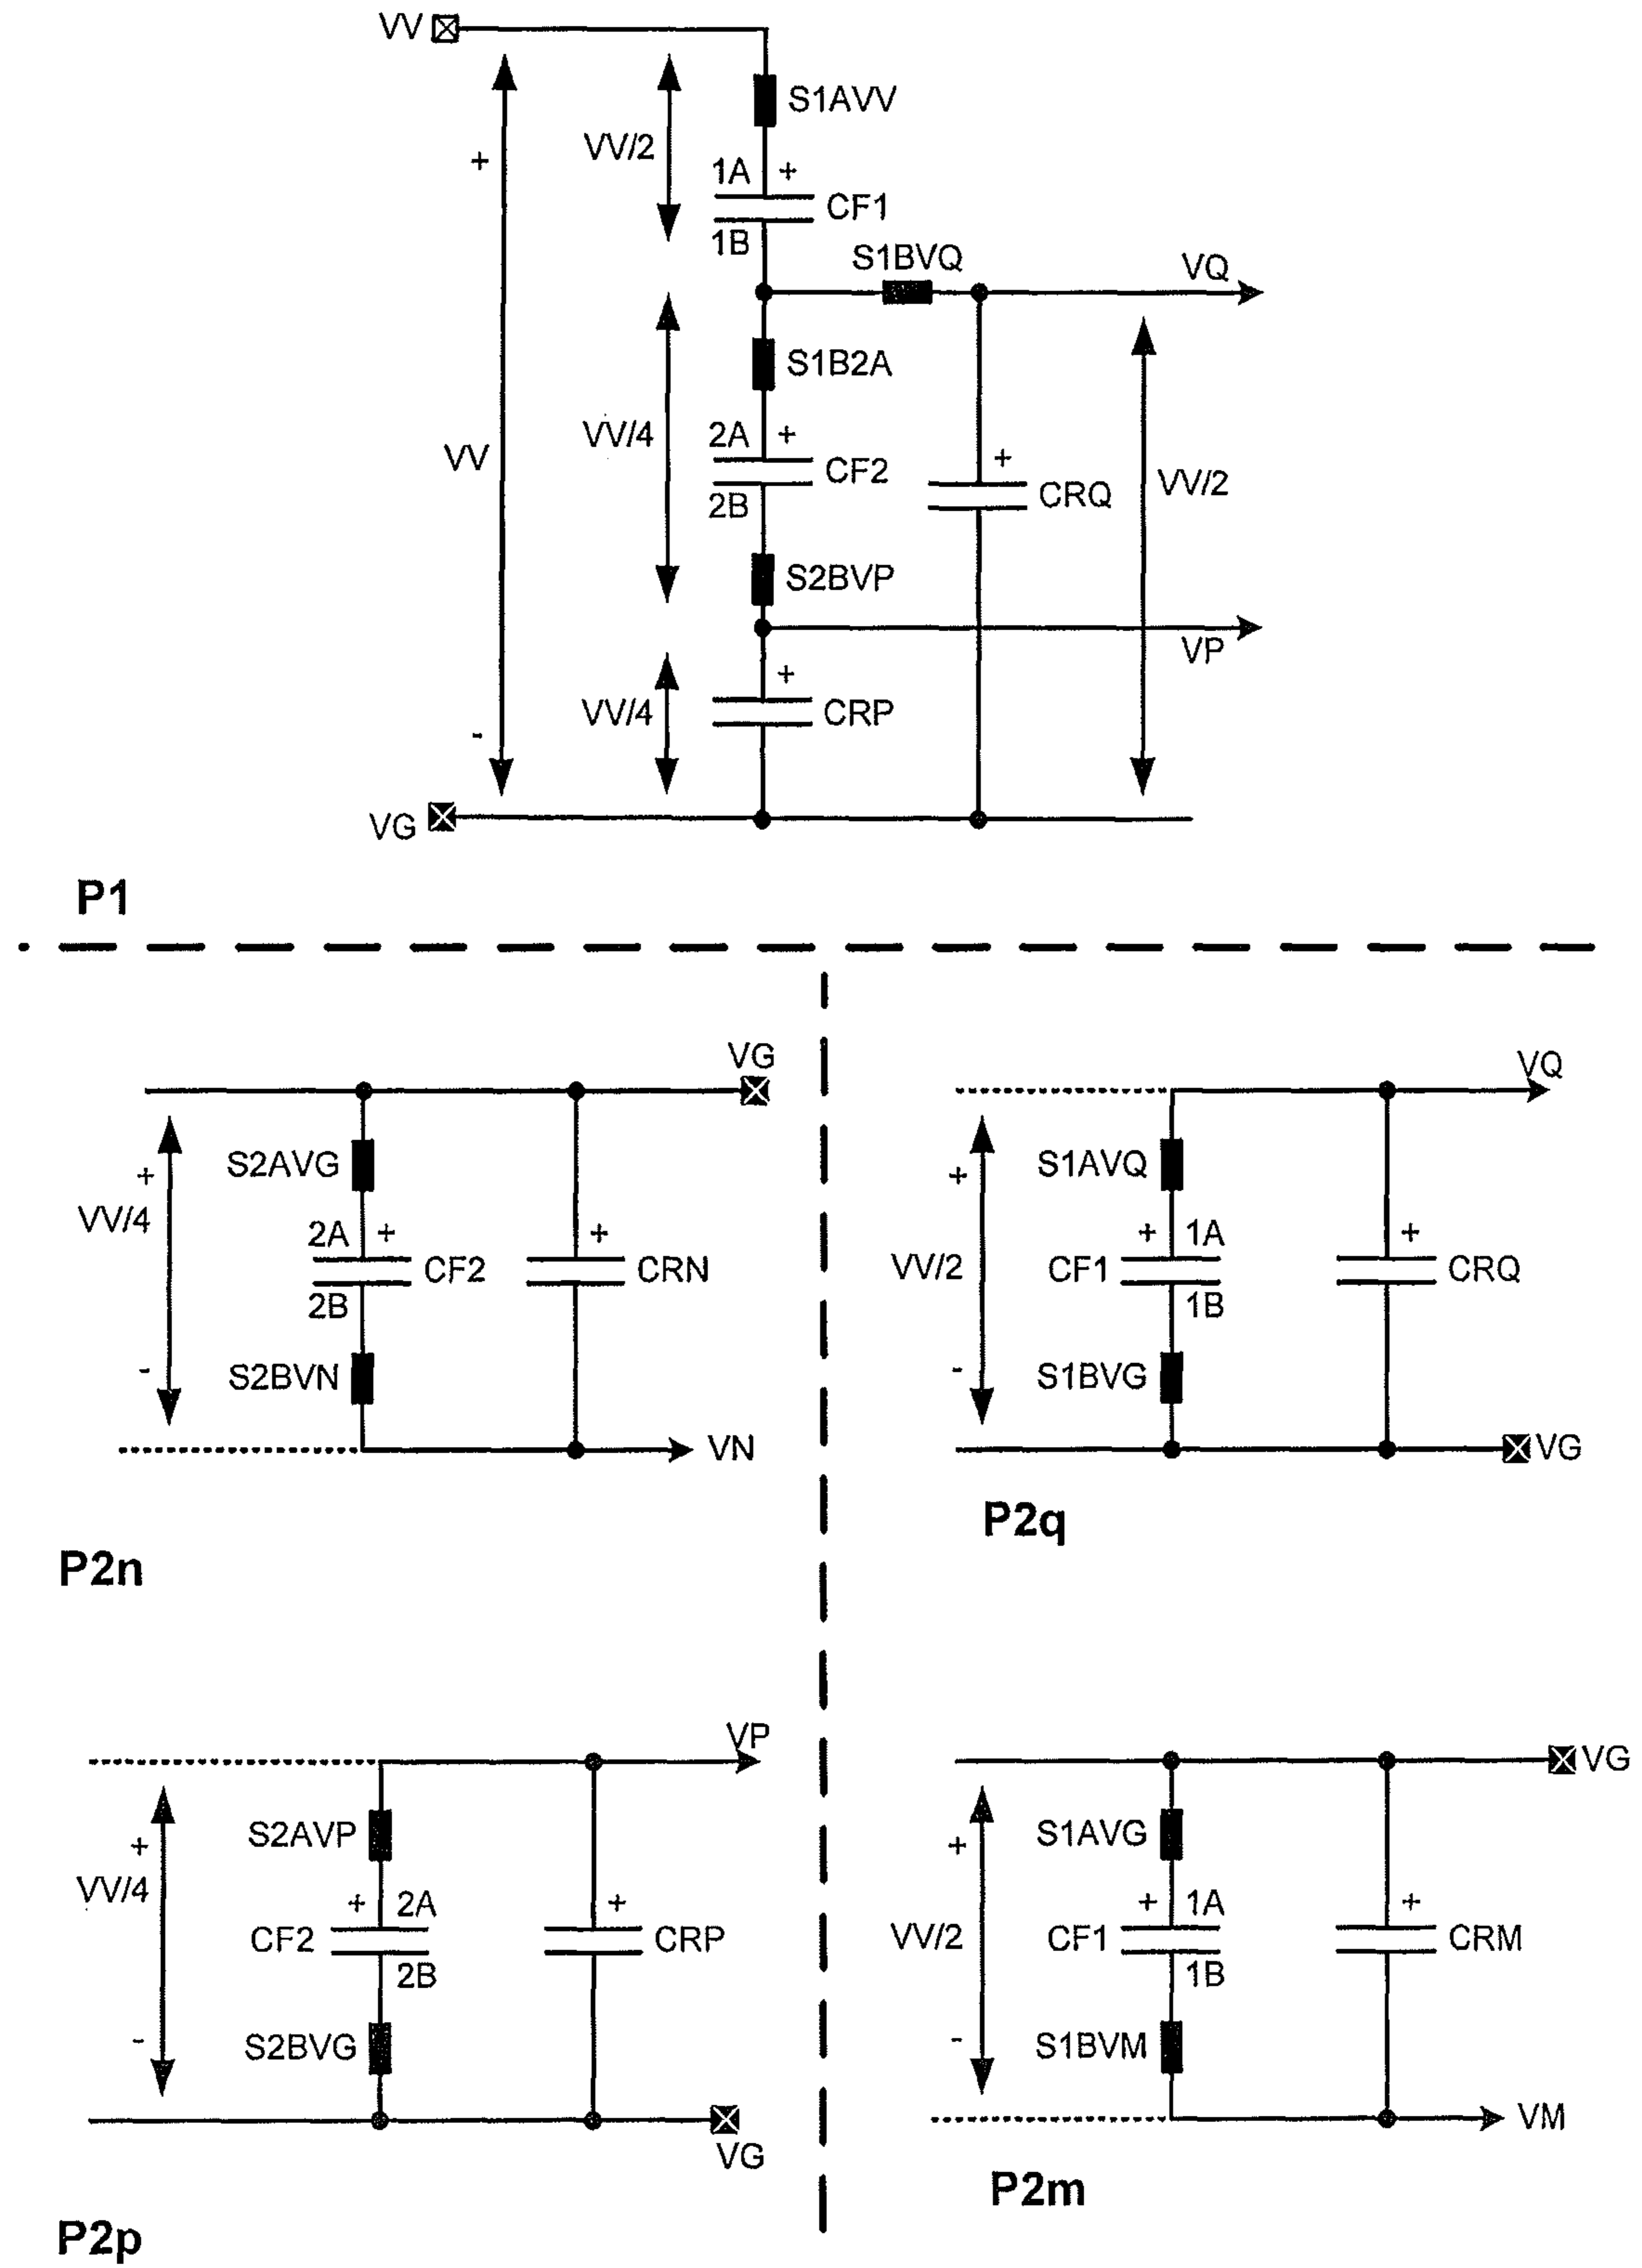 VV
S1AVV
VV/2
+
1A +
CF1
1B
S1BVQ
VQ
S1B2A
VV/4
2A +
CF2
VV
+
CRQ
VV/2
2B
S2BVP
VP
+
VV/4
CRP
-
VG
P1
VG
S2AVG
+
VV/4
2A +
+
CF2
CRN
2B
-
S2BVN
VN
P2n
VQ
+
S1AVQ
+ 1A
+
VV/2
CF1
CRQ
1B
-
S1BVG
VG
P2q
VP
S2AVP
+
VV/4
+ 2A
+
CF2
CRP
2B
-
S2BVG
VG
P2p
VG
S1AVG
+
+ 1A
+
VV/2
CF1
CRM
1B
-
S1BVM
VM
P2m